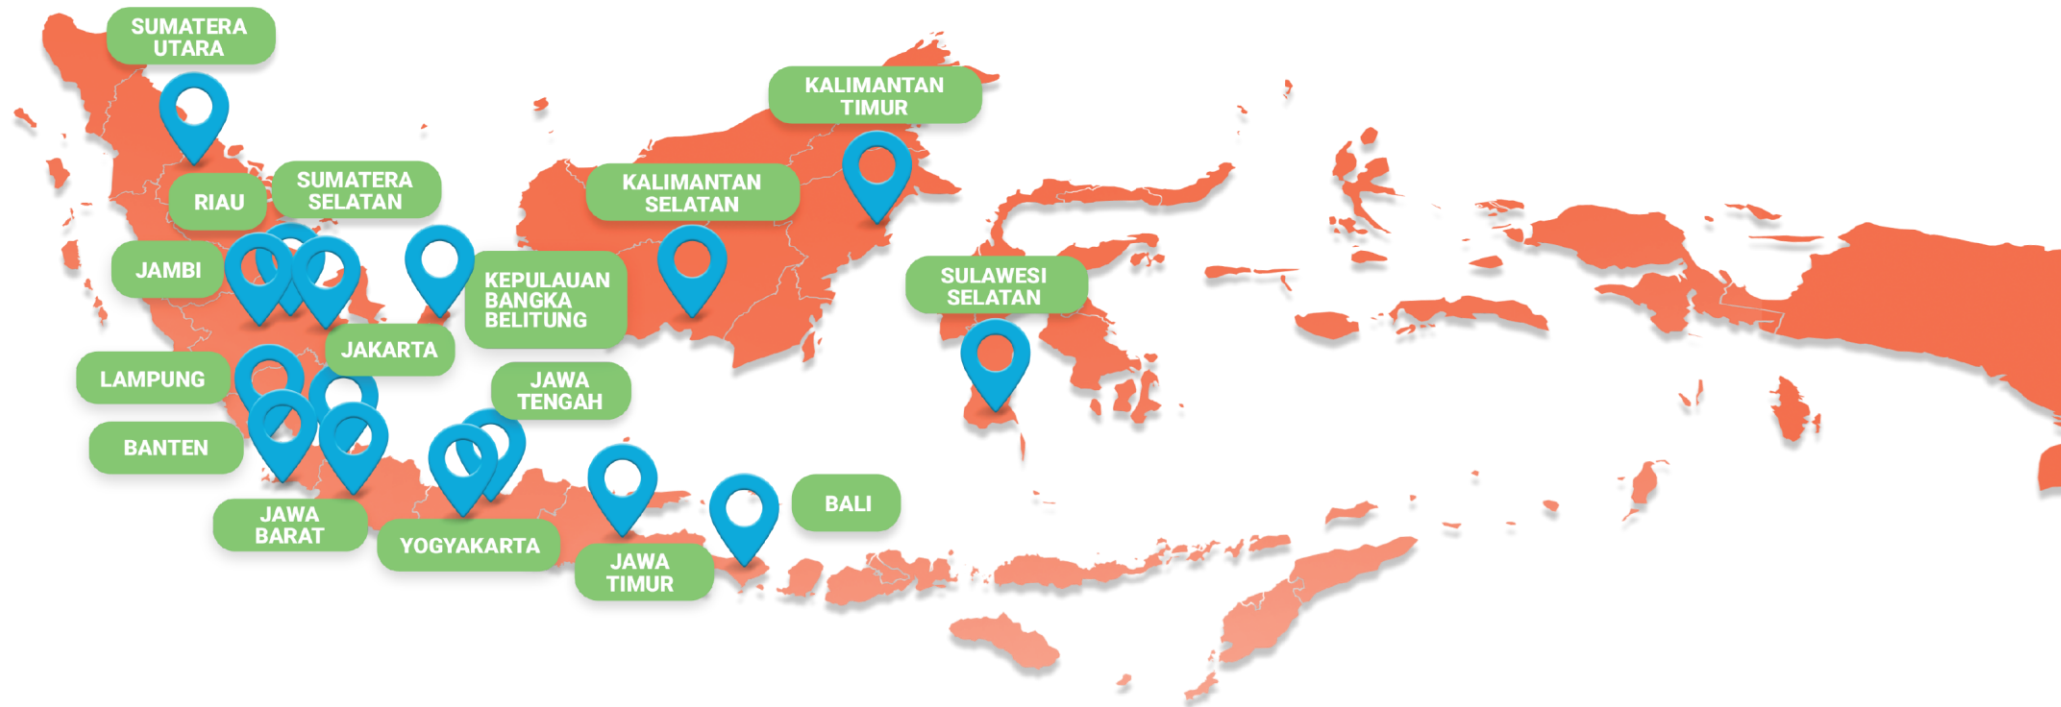 SUMATERA
UTARA
KALIMANTAN
TIMUR
RIAU
SUMATERA
SELATAN
KALIMANTAN
SELATAN
JAMBI
KEPULAUAN
BANGKA
BELITUNG
SULAWESI
SELATAN
JAKARTA
LAMPUNG
JAWA
TENGAH
BANTEN
JAWA
BARAT
YOGYAKARTA
JAWA
TIMUR
BALI